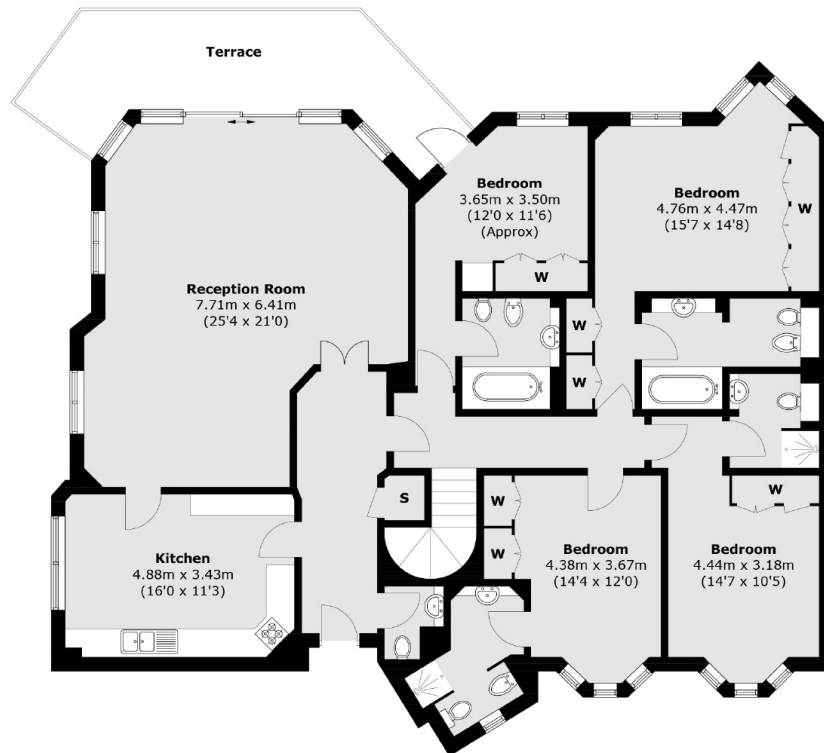 Terrace
Bedroom
3.65m x 3.50m
(12'0 x 11'6)
(Approx)
W
Bedroom
4.76m x 4.47m
(15'7 x 14'8)
W
Reception Room
7.71m x 6.41m
(25'4 x 21'0)
W
W
S
W
W
W
Kitchen
4.88m x 3.43m
(16'0 x 11'3)
Bedroom
4.38m x 3.67m
(14'4 x 12'0)
Bedroom
4.44m x 3.18m
(14'7 x 10'5)